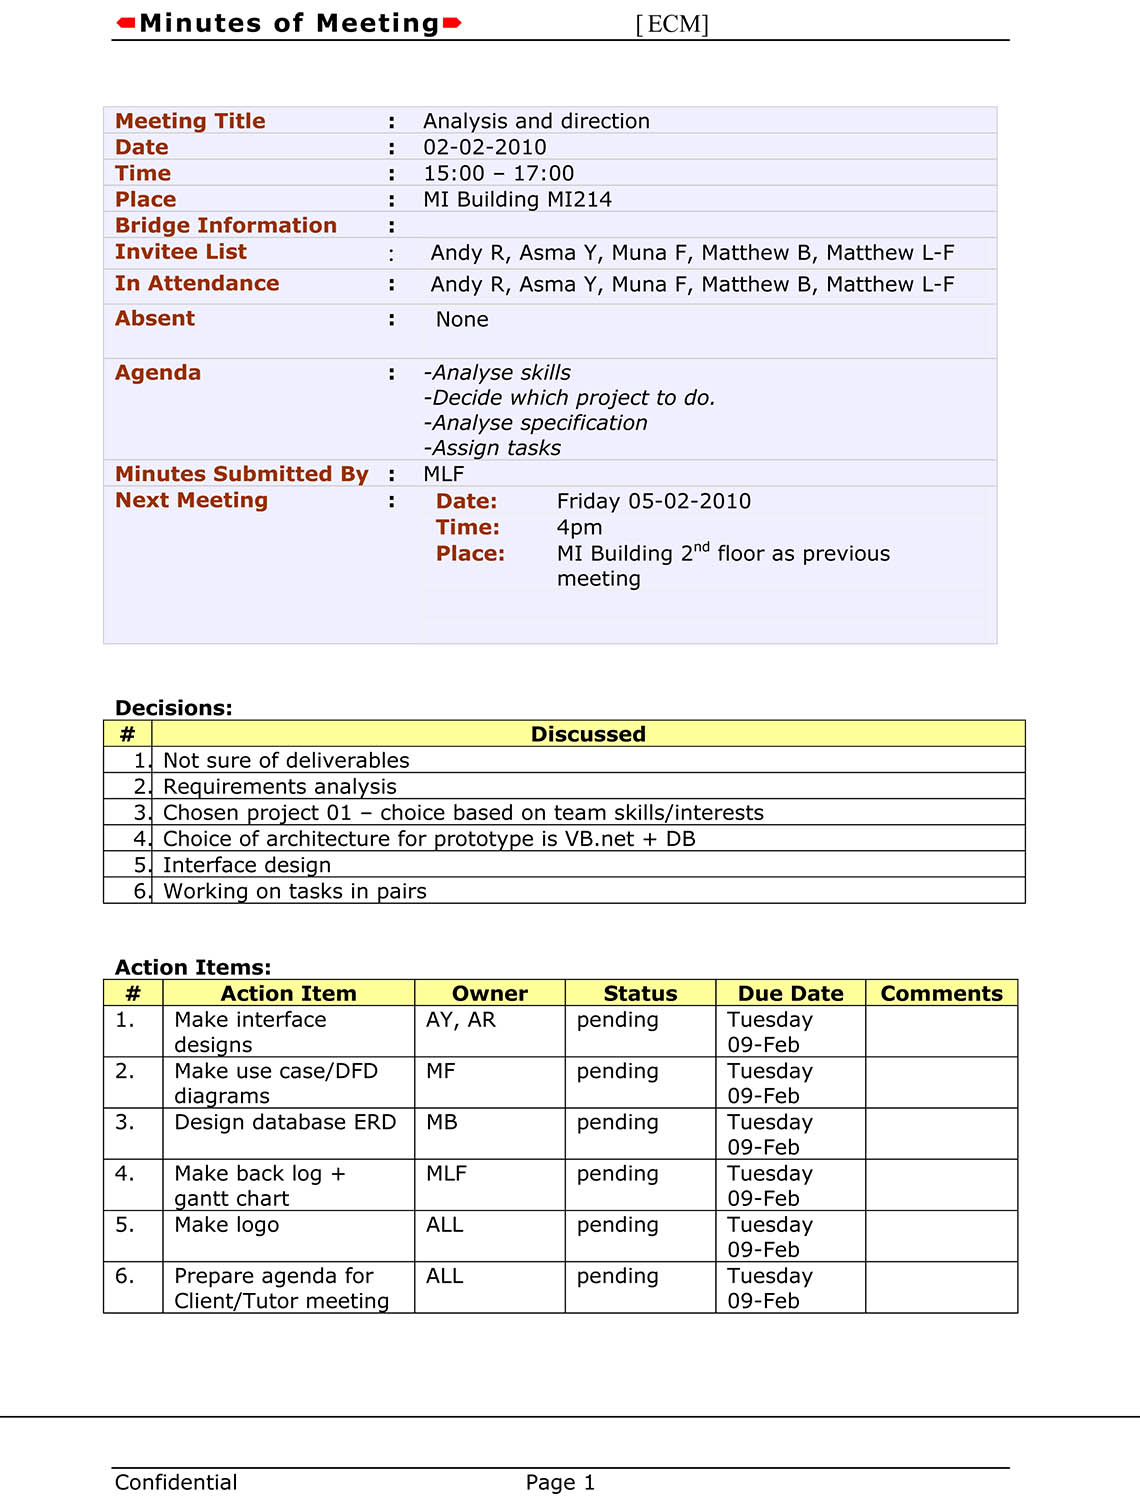 Minutes of Meeting [ECM]
Meeting Title : Analysis and direction
Date : 02-02-2010
Time : 15:00 – 17:00
Place : MI Building MI214
Bridge Information :
Invitee List : Andy R, Asma Y, Muna F, Matthew B, Matthew L-F
In Attendance : Andy R, Asma Y, Muna F, Matthew B, Matthew L-F
Absent : None
Agenda : -Analyse skills
-Decide which project to do.
-Analyse specification
-Assign tasks
Minutes Submitted By : MLF
Next Meeting : Date: Friday 05-02-2010
Time: 4pm
Place: MI Building 2nd floor as previous
meeting
Decisions:
# Discussed
1. Not sure of deliverables
2. Requirements analysis
3. Chosen project 01 – choice based on team skills/interests
4. Choice of architecture for prototype is VB.net + DB
5. Interface design
6. Working on tasks in pairs
Action Items:
# Action Item Owner Status Due Date Comments
1. Make interface AY, AR pending Tuesday
designs 09-Feb
2. Make use case/DFD MF pending Tuesday
diagrams 09-Feb
3. Design database ERD MB pending Tuesday
09-Feb
4. Make back log + MLF pending Tuesday
gantt chart 09-Feb
5. Make logo ALL pending Tuesday
09-Feb
6. Prepare agenda for ALL pending Tuesday
Client/Tutor meeting 09-Feb
Confidential Page 1